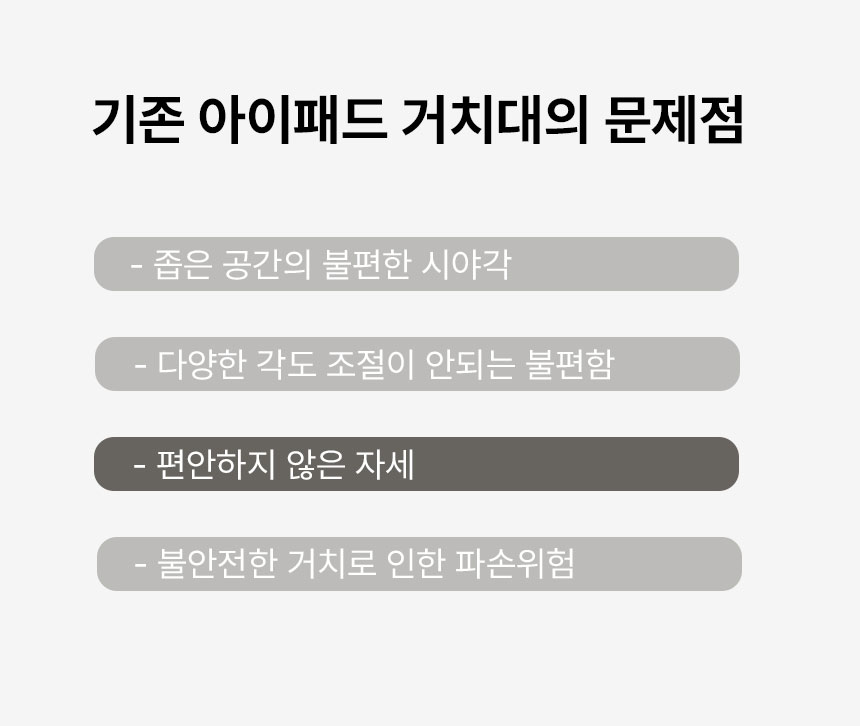 기존 아이패드 거치대의 문제점
- 좁은 공간의 불편한 시야각
- 다양한 각도 조절이 안되는 불편함
- 편안하지 않은 자세
- 불안전한 거치로 인한 파손위험